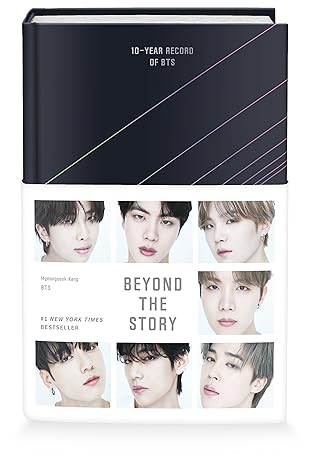 10-YEAR RECORD
OF BTS
Myeongseok Kang
BTS
BEYOND
THE
STORY
#1 NEW YORK TIMES
BESTSELLER